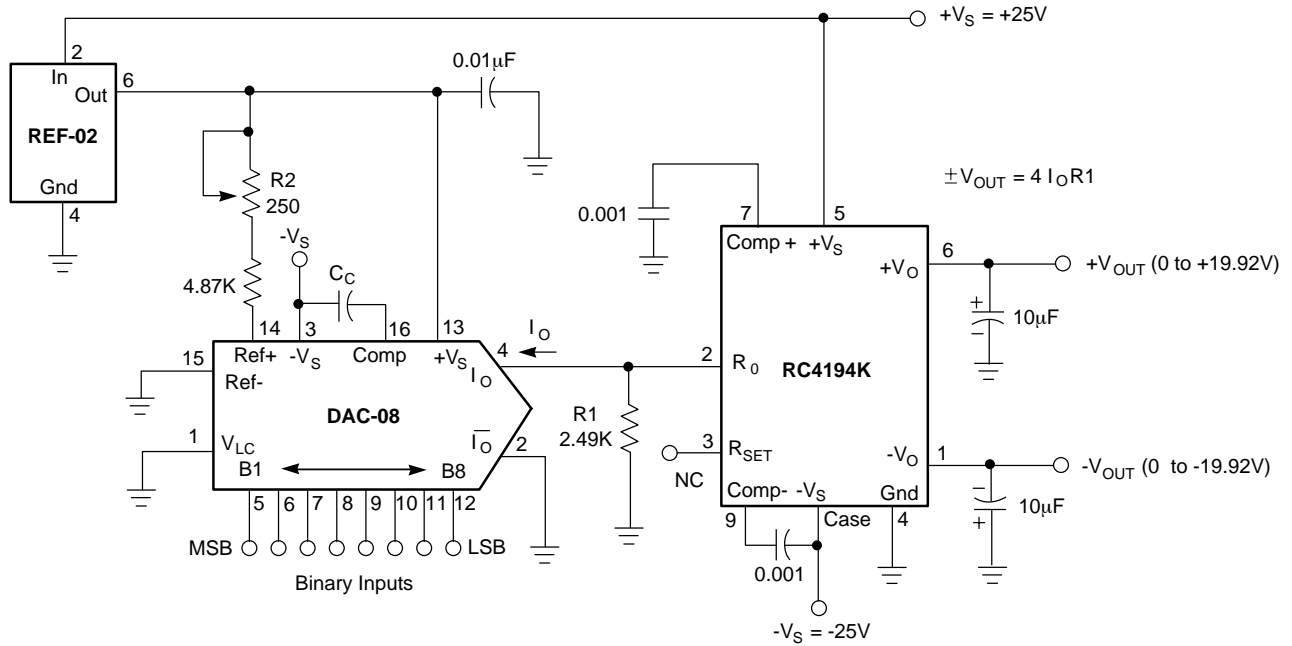 +VS = +25V
2
In
6
Out
REF-02
Gnd
4
0.01μF
R2
250
-VS
4.87K
CC
14
3
16
13
Ref+
-VS
Comp
+VS
15
Ref-
IO
4
IO
DAC-08
1
VLC
IO
2
B1
B8
5
6
7
8
9
10
11
12
MSB
LSB
Binary Inputs
R1
2.49K
0.001
7
5
Comp +
+VS
± VOUT = 4 IO R1
+VO
6
+VOUT (0 to +19.92V)
+
–
10μF
2
R0
RC4194K
3
RSET
NC
-VO
1
-VOUT (0 to -19.92V)
–
+
10μF
Comp-
-VS
Gnd
9
Case
4
0.001
-VS = -25V